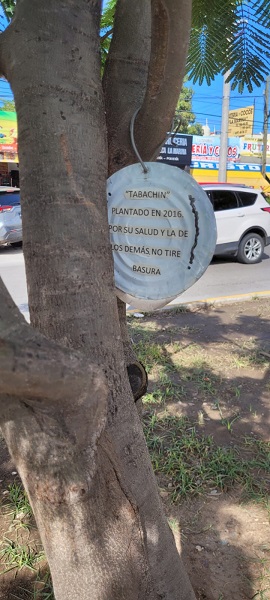 "TABACHIN"
PLANTADO EN 2016
POR SU SALUD Y LA DE
LOS DEMÁS, NO TIRE
BASURA